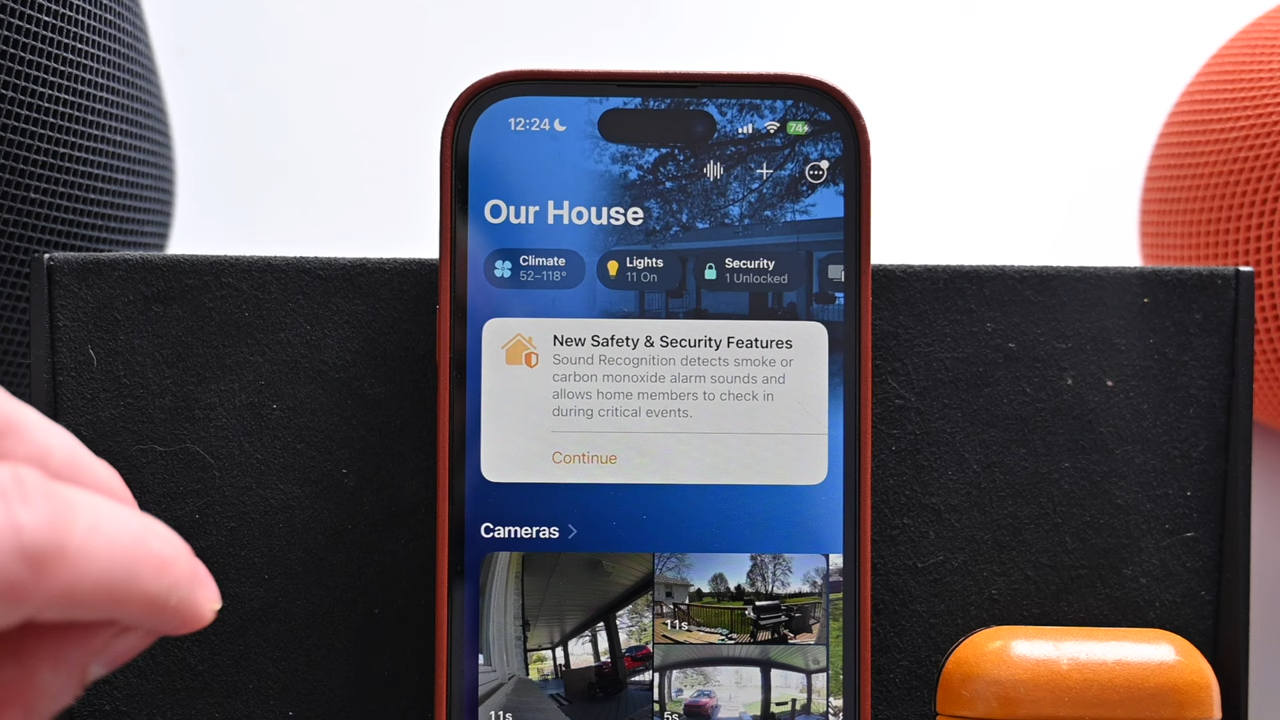 12:24
74
Our House
Climate
52–118°
Lights
11 On
Security
1 Unlocked
New Safety & Security Features
Sound Recognition detects smoke or
carbon monoxide alarm sounds and
allows home members to check in
during critical events.
Continue
Cameras
11s
11s
5s